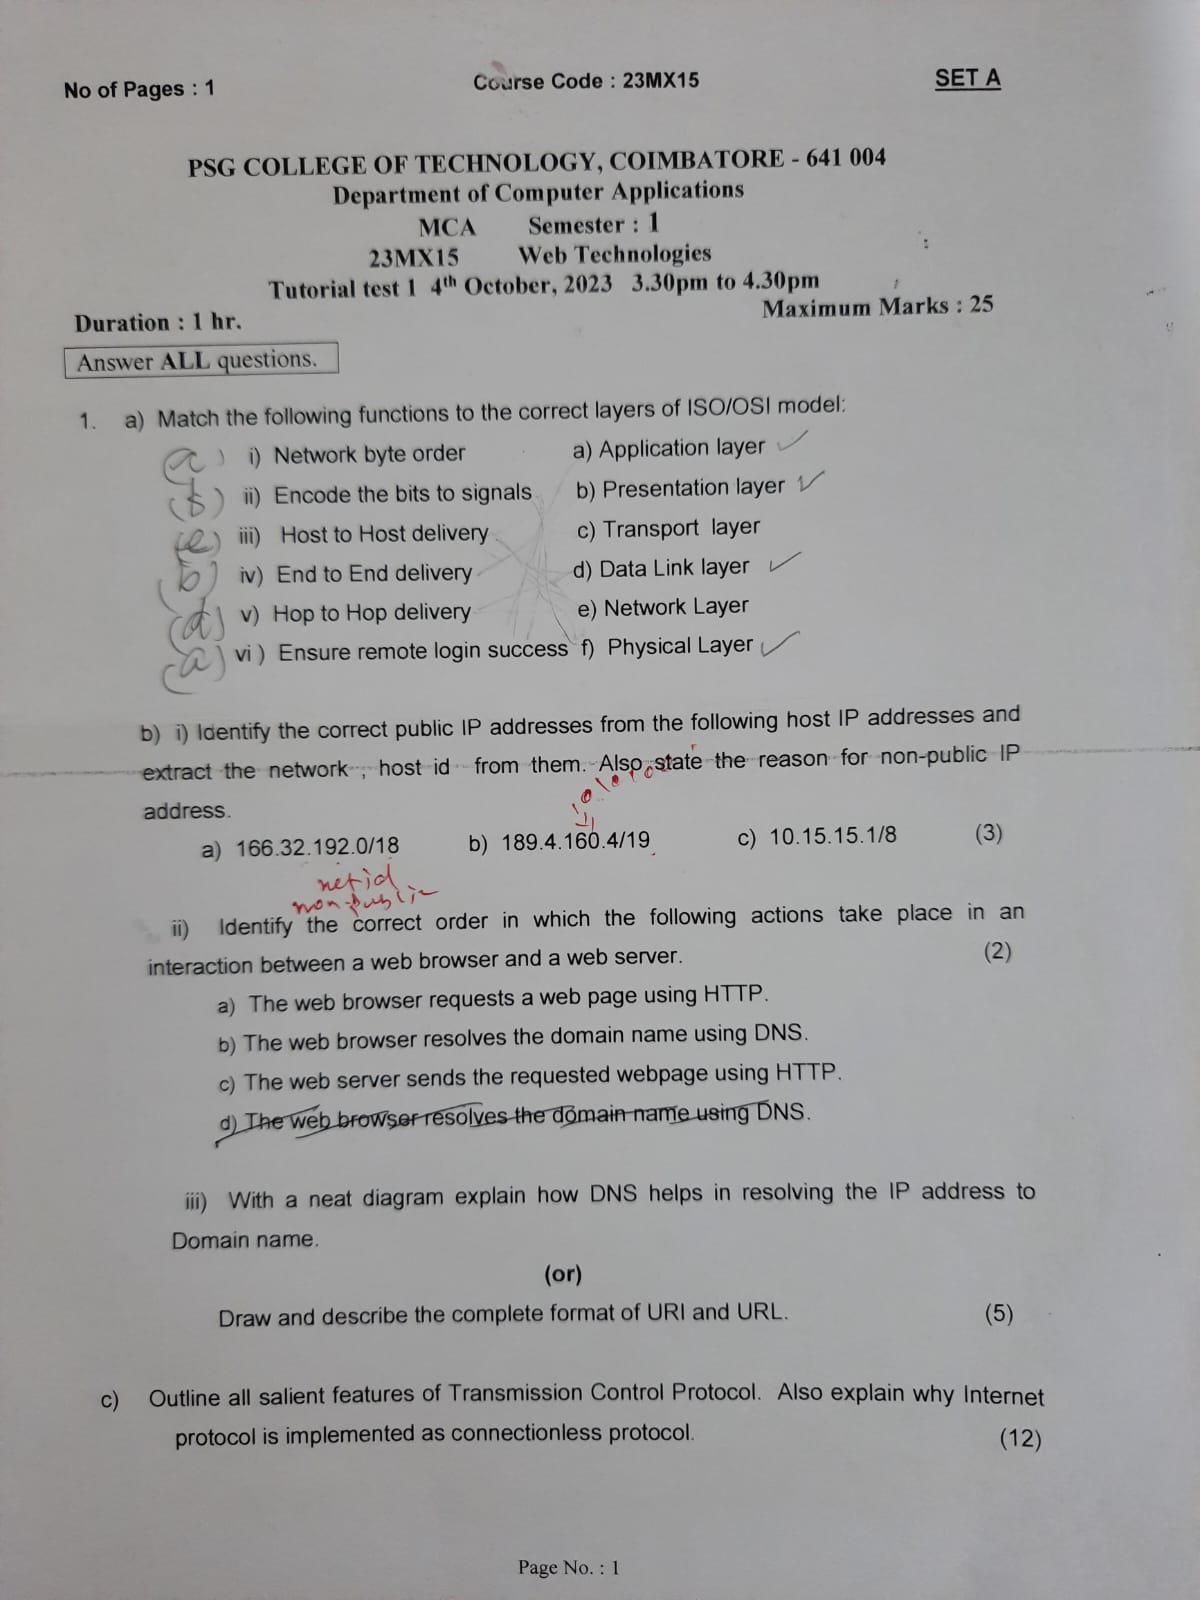 No of Pages : 1 Course Code : 23MX15 SET A
PSG COLLEGE OF TECHNOLOGY, COIMBATORE - 641 004
Department of Computer Applications
MCA Semester : 1
23MX15 Web Technologies
Tutorial test 1 4th October, 2023 3.30pm to 4.30pm
Duration : 1 hr. Maximum Marks : 25
Answer ALL questions.
1. a) Match the following functions to the correct layers of ISO/OSI model:
(a) i) Network byte order a) Application layer
(b) ii) Encode the bits to signals b) Presentation layer
(e) iii) Host to Host delivery c) Transport layer
(b) iv) End to End delivery d) Data Link layer
(d) v) Hop to Hop delivery e) Network Layer
(a) vi ) Ensure remote login success f) Physical Layer
b) i) Identify the correct public IP addresses from the following host IP addresses and
extract the network , host id from them. Also state the reason for non-public IP
address.
a) 166.32.192.0/18 b) 189.4.160.4/19 c) 10.15.15.1/8 (3)
netid
non-public
ii) Identify the correct order in which the following actions take place in an
interaction between a web browser and a web server. (2)
a) The web browser requests a web page using HTTP.
b) The web browser resolves the domain name using DNS.
c) The web server sends the requested webpage using HTTP.
d) The web browser resolves the domain name using DNS.
iii) With a neat diagram explain how DNS helps in resolving the IP address to
Domain name.
(or)
Draw and describe the complete format of URI and URL. (5)
c) Outline all salient features of Transmission Control Protocol. Also explain why Internet
protocol is implemented as connectionless protocol. (12)
Page No. : 1